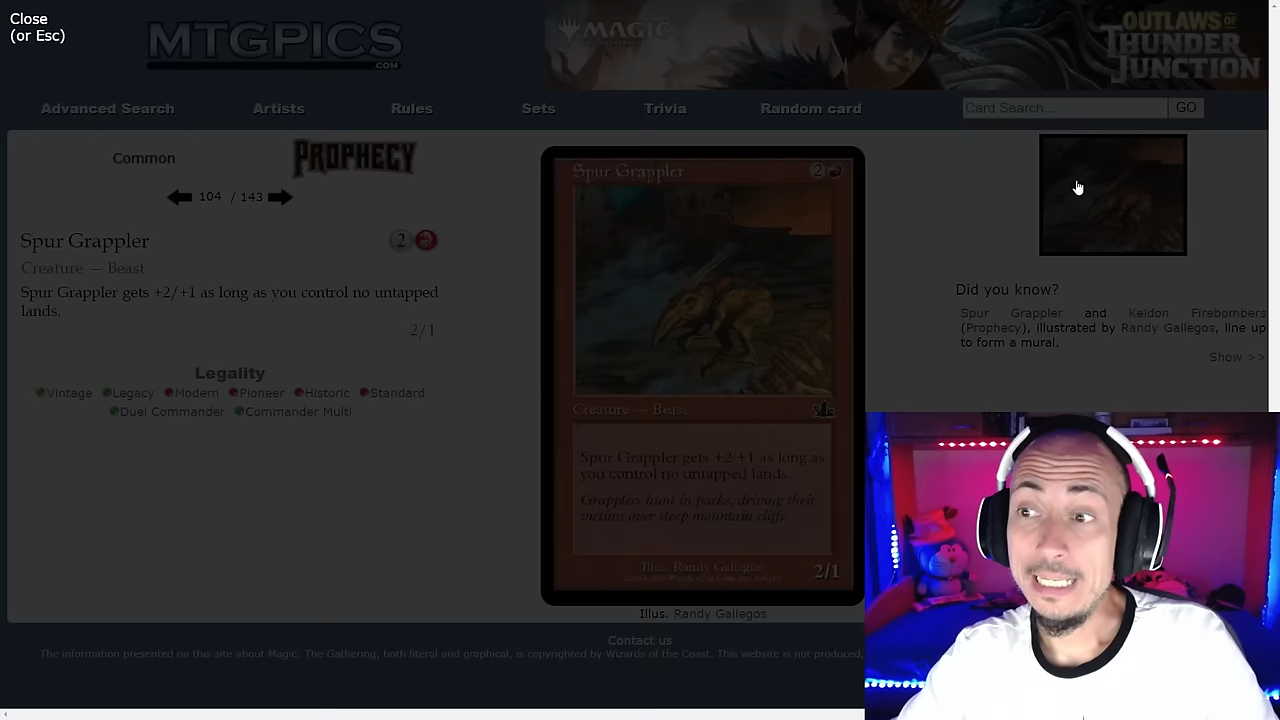 Close
(or Esc)
MTGPICS
.COM
MAGIC
OUTLAWS OF
THUNDER
JUNCTION
Advanced Search
Artists
Rules
Sets
Trivia
Random card
Card Search...
GO
Common
PROPHECY
104 / 143
Spur Grappler
2
Creature — Beast
Spur Grappler gets +2/+1 as long as you control no untapped
lands.
2/1
Legality
Vintage Legacy Modern Pioneer Historic Standard
Duel Commander Commander Multi
Spur Grappler
2
Creature — Beast
Spur Grappler gets +2/+1 as long as
you control no untapped lands.
Grapplers hunt in packs, driving their
victims over steep mountain cliffs.
Illus. Randy Gallegos
2/1
Illus. Randy Gallegos
Did you know?
Spur Grappler and Keldon Firebombers
(Prophecy), illustrated by Randy Gallegos, line up
to form a mural.
Show >>
Contact us
The information presented on this site about Magic: The Gathering, both literal and graphical, is copyrighted by Wizards of the Coast. This website is not produced,